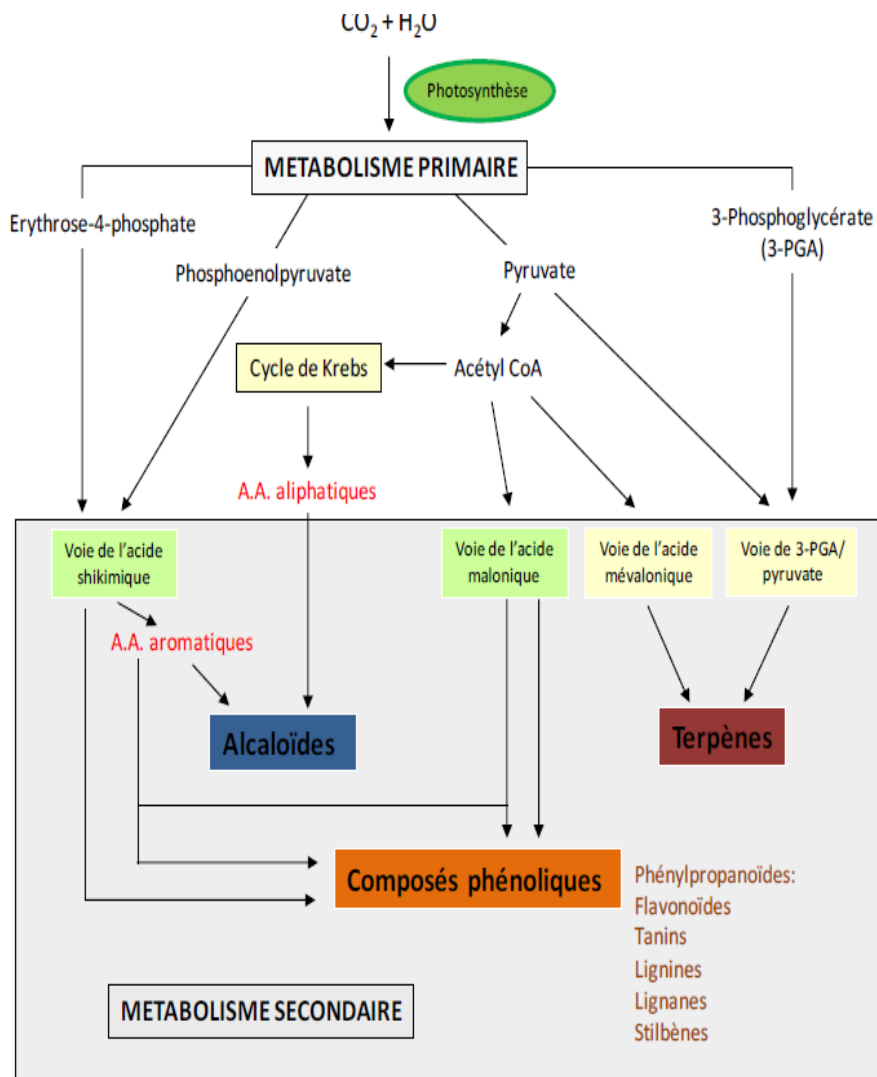 CO2 + H2O
Photosynthèse
METABOLISME PRIMAIRE
Erythrose-4-phosphate
3-Phosphoglycérate
(3-PGA)
Phosphoenolpyruvate
Pyruvate
Cycle de Krebs
Acétyl CoA
A.A. aliphatiques
Voie de l'acide
shikimique
Voie de l'acide
malonique
Voie de l'acide
mévalonique
Voie de 3-PGA/
pyruvate
A.A. aromatiques
Alcaloïdes
Terpènes
Composés phénoliques
Phénylpropanoïdes:
Flavonoïdes
Tanins
Lignines
Lignanes
Stilbènes
METABOLISME SECONDAIRE